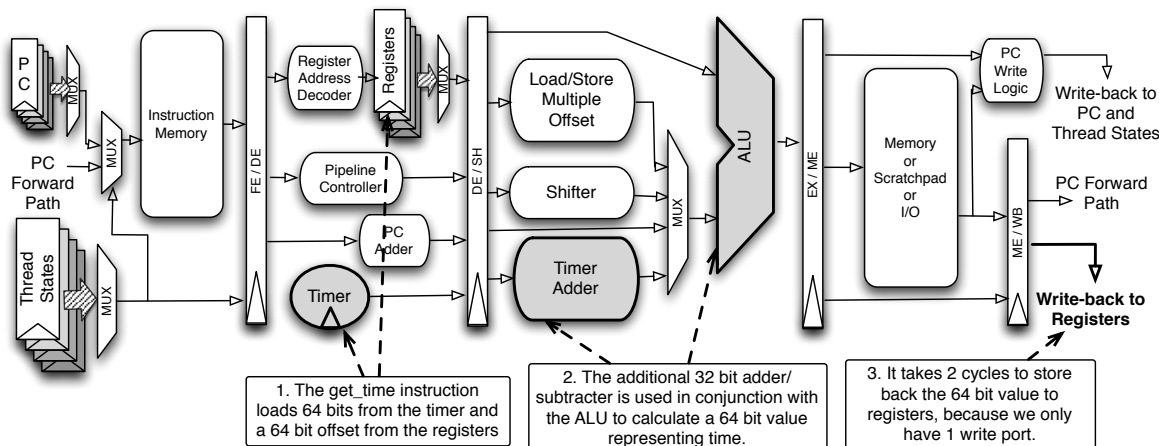 PC
MUX
PC
Forward
Path
MUX
Thread
States
MUX
Instruction
Memory
FE / DE
Register
Address
Decoder
Pipeline
Controller
PC
Adder
Timer
Registers
MUX
DE / SH
Load/Store
Multiple
Offset
Shifter
Timer
Adder
MUX
ALU
EX / ME
Memory
or
Scratchpad
or
I/O
PC
Write
Logic
Write-back to
PC and
Thread States
ME / WB
PC Forward
Path
Write-back to
Registers
1. The get_time instruction
loads 64 bits from the timer and
a 64 bit offset from the registers
2. The additional 32 bit adder/
subtracter is used in conjunction with
the ALU to calculate a 64 bit value
representing time.
3. It takes 2 cycles to store
back the 64 bit value to
registers, because we only
have 1 write port.